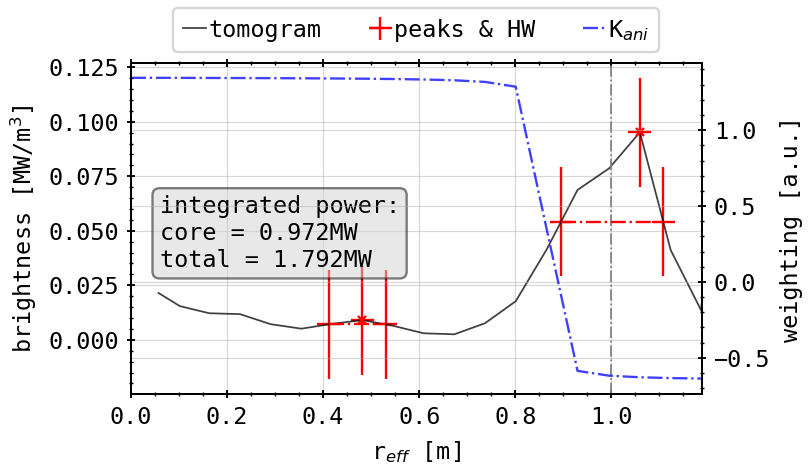 tomogram peaks & HW K_ani
0.125
0.100
0.075
0.050
0.025
0.000
brightness [MW/m³]
integrated power:
core = 0.972MW
total = 1.792MW
1.0
0.5
0.0
−0.5
weighting [a.u.]
0.0 0.2 0.4 0.6 0.8 1.0
r_eff [m]